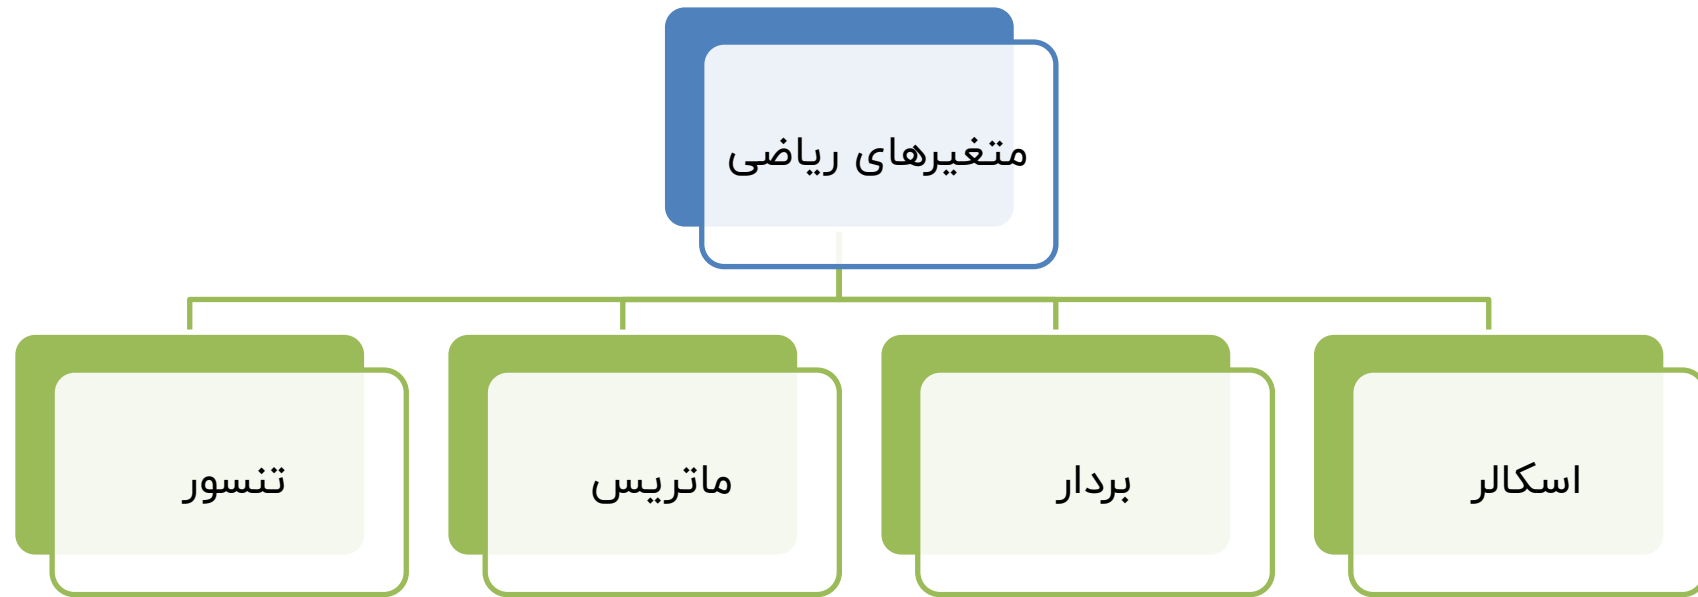 متغیرهای ریاضی
اسکالر
بردار
ماتریس
تنسور